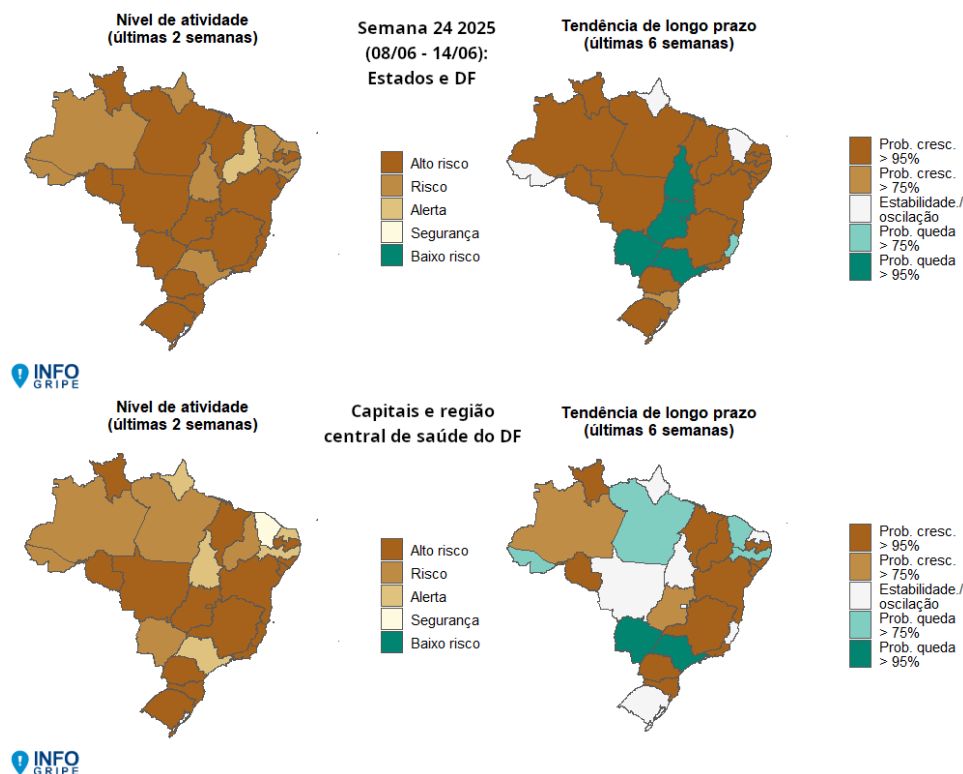 Nível de atividade
(últimas 2 semanas)
Semana 24 2025
(08/06 - 14/06):
Estados e DF
Tendência de longo prazo
(últimas 6 semanas)
Alto risco
Risco
Alerta
Segurança
Baixo risco
Prob. cresc.
> 95%
Prob. cresc.
> 75%
Estabilidade./
oscilação
Prob. queda
> 75%
Prob. queda
> 95%
INFO
GRIPE
Nível de atividade
(últimas 2 semanas)
Capitais e região
central de saúde do DF
Tendência de longo prazo
(últimas 6 semanas)
Alto risco
Risco
Alerta
Segurança
Baixo risco
Prob. cresc.
> 95%
Prob. cresc.
> 75%
Estabilidade./
oscilação
Prob. queda
> 75%
Prob. queda
> 95%
INFO
GRIPE